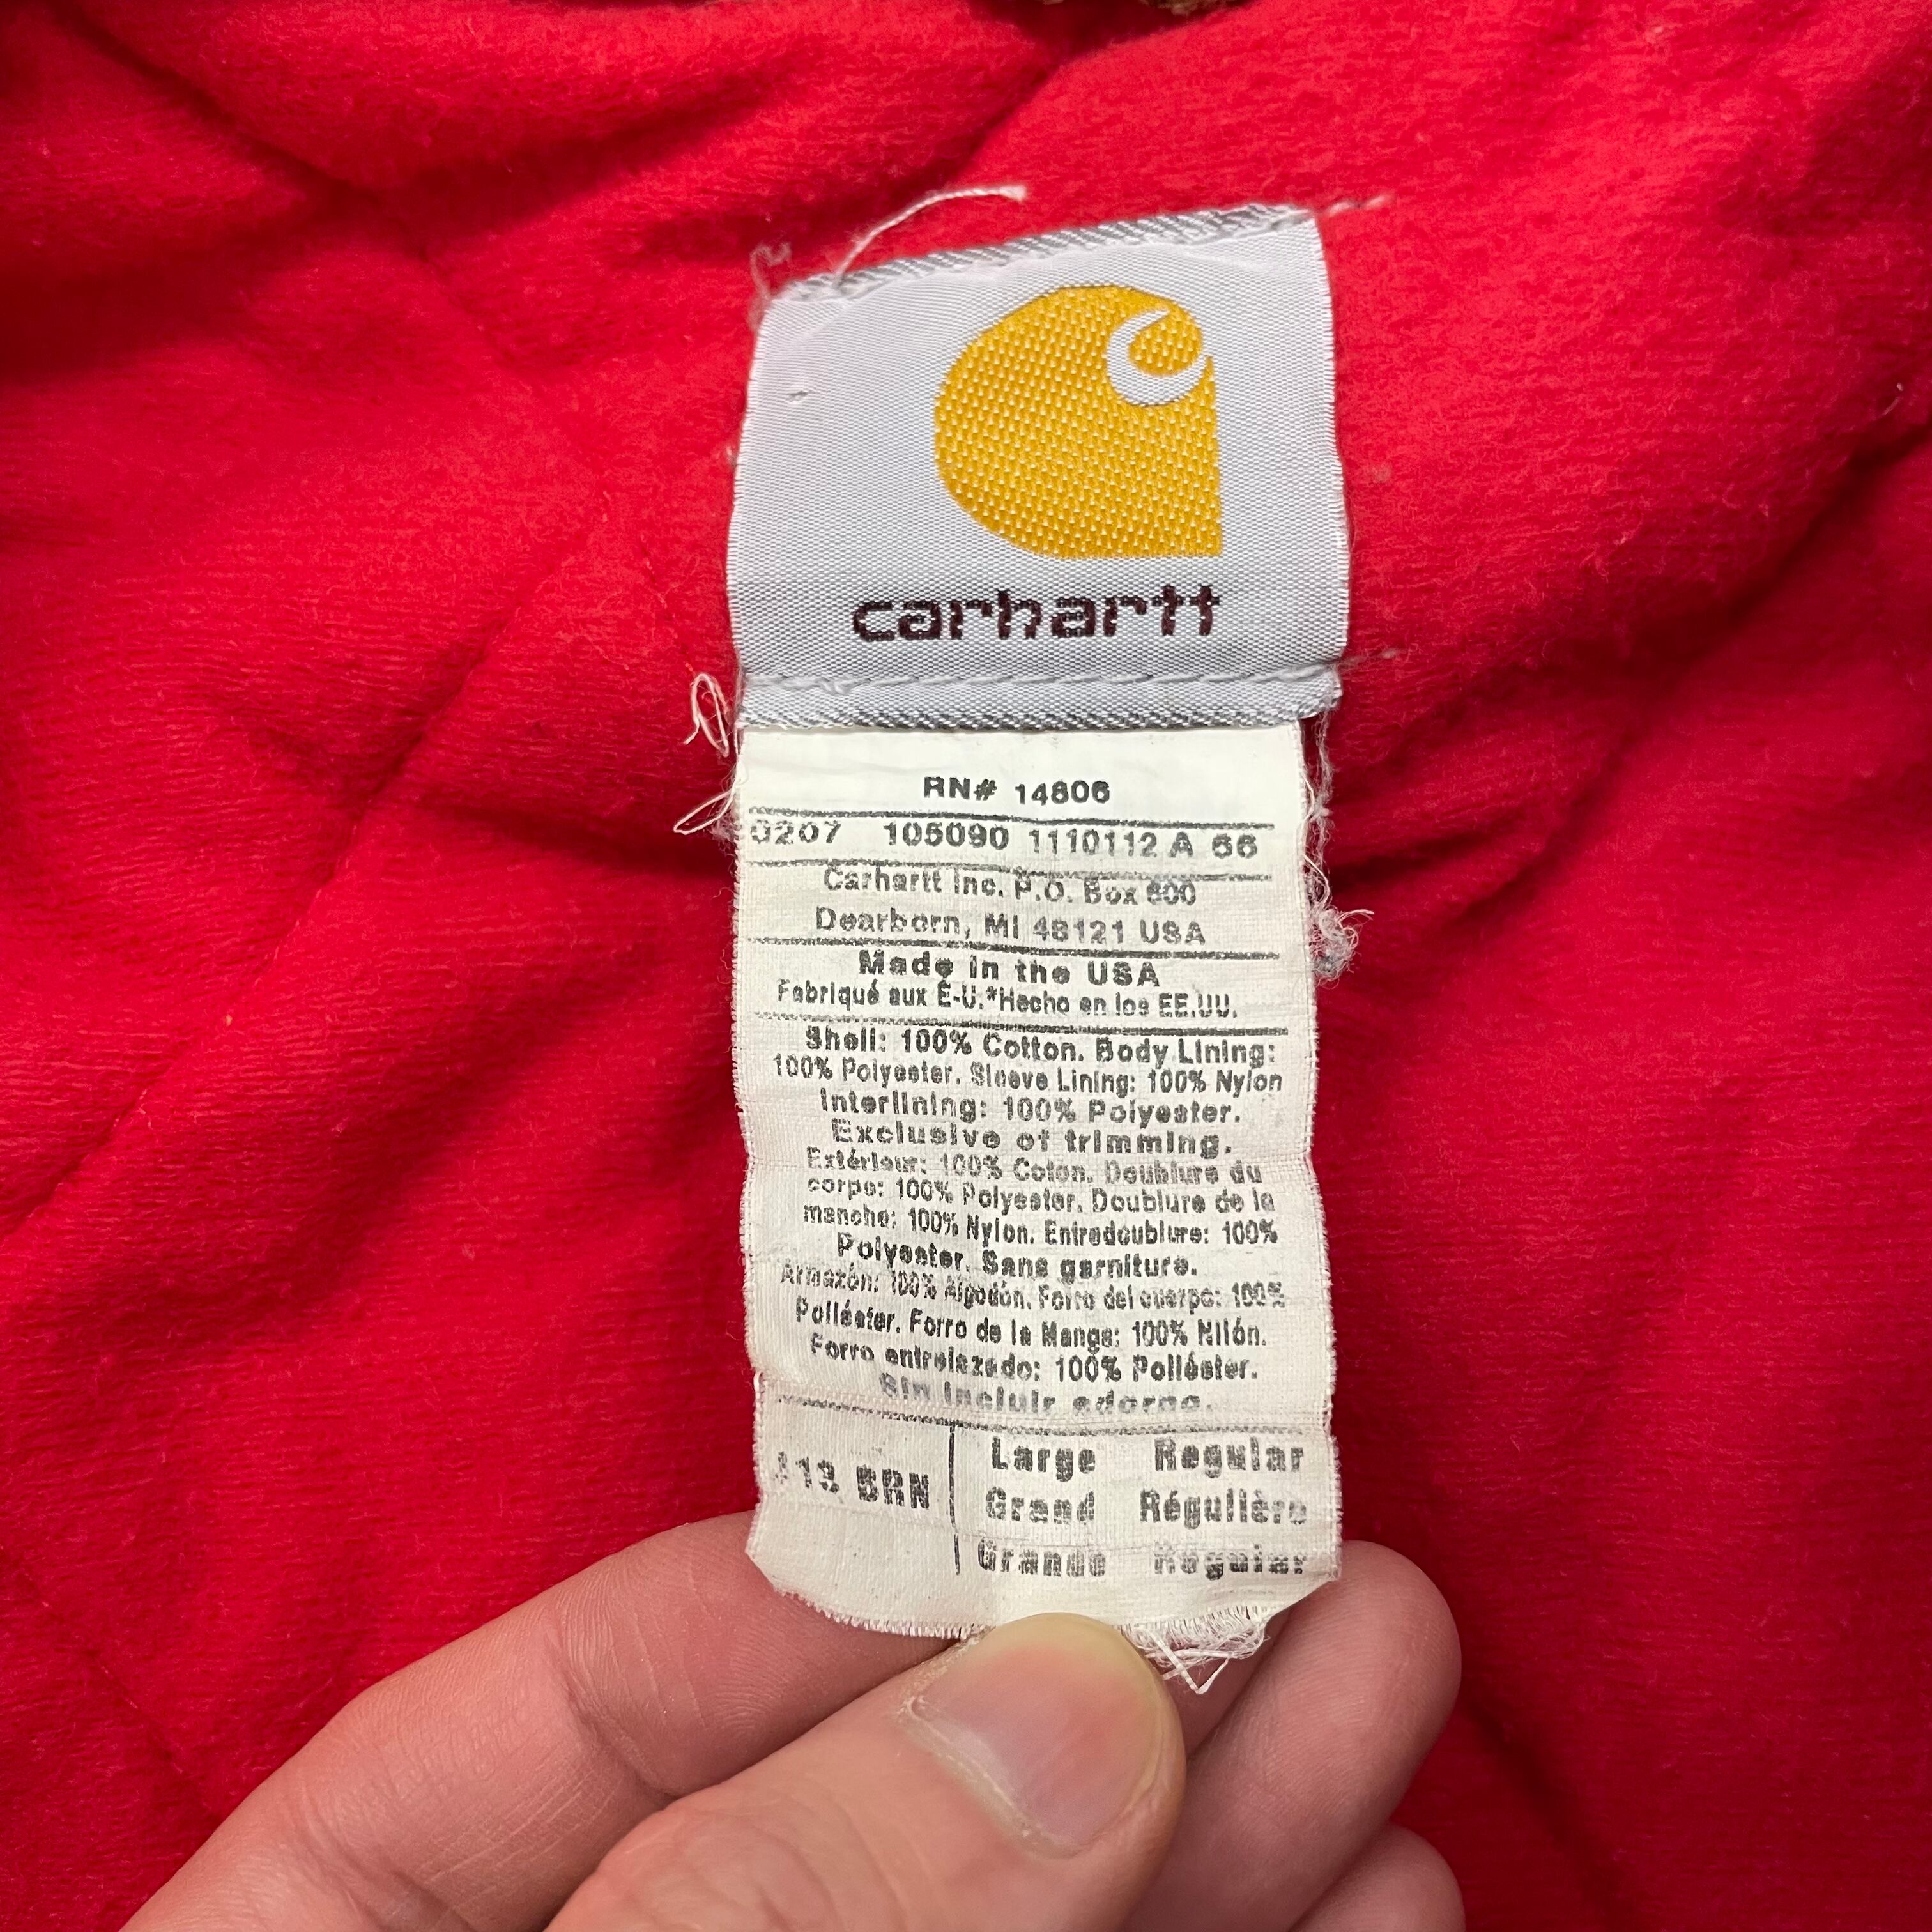 carhartt
RN# 14806
0207 105090 1110112 A 66
Carhartt Inc. P.O. Box 600
Dearborn, MI 48121 USA
Made in the USA
Fabriqué aux É-U.*Hecho en los EE.UU.
Shell: 100% Cotton. Body Lining:
100% Polyester. Sleeve Lining: 100% Nylon
Interlining: 100% Polyester.
Exclusive of trimming.
Extérieur: 100% Coton. Doublure du
corps: 100% Polyester. Doublure de la
manche: 100% Nylon. Entredoublure: 100%
Polyester. Sans garniture.
Armazón: 100% Algodón. Forro del cuerpo: 100%
Poliéster. Forro de la Manga: 100% Nilón.
Forro entrelazado: 100% Poliéster.
Sin incluir adorno.
13 BRN Large Regular
Grand Régulière
Grande Regular